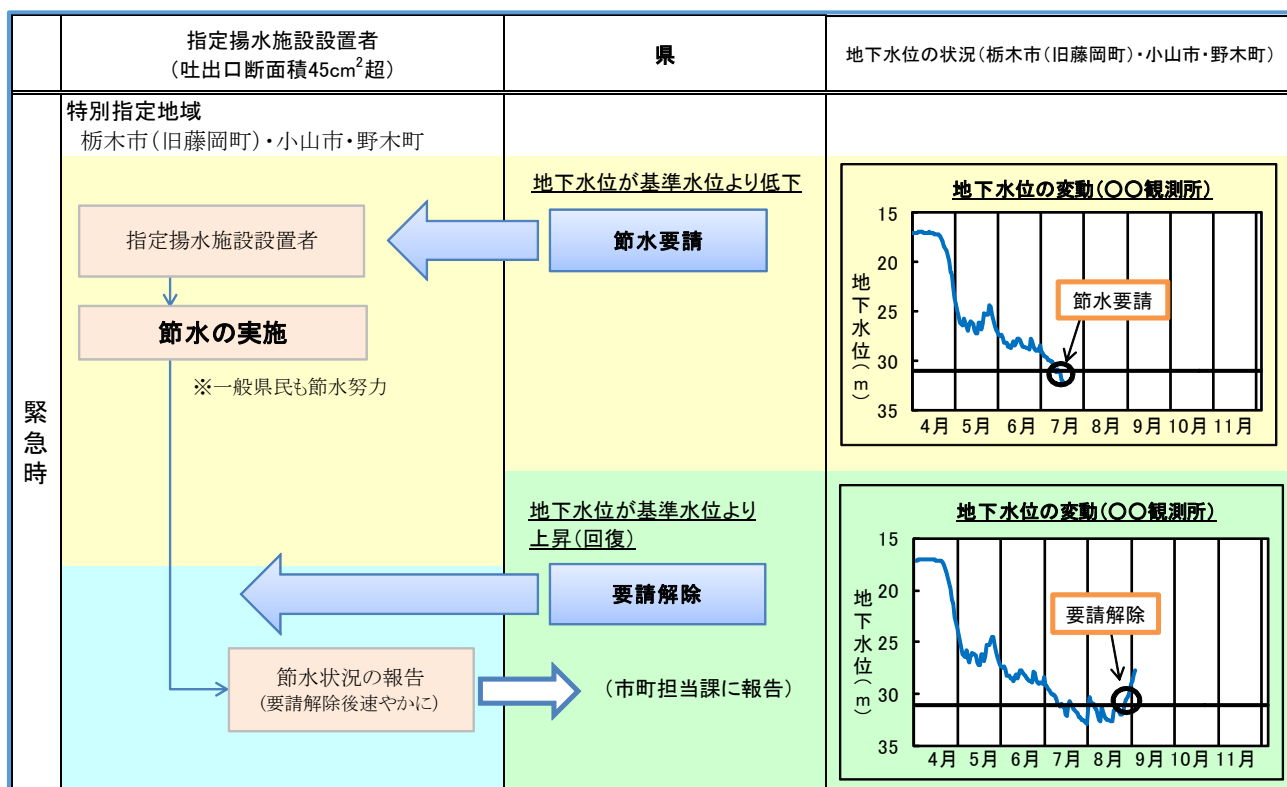 指定揚水施設設置者
(吐出口断面積45cm²超)
県
地下水位の状況(栃木市(旧藤岡町)・小山市・野木町)
緊急時
特別指定地域
栃木市(旧藤岡町)・小山市・野木町
指定揚水施設設置者
節水の実施
※一般県民も節水努力
地下水位が基準水位より低下
節水要請
地下水位の変動(〇〇観測所)
15
20
25
30
35
地下水位(m)
節水要請
4月 5月 6月 7月 8月 9月 10月 11月
地下水位が基準水位より
上昇(回復)
要請解除
節水状況の報告
(要請解除後速やかに)
(市町担当課に報告)
地下水位の変動(〇〇観測所)
15
20
25
30
35
地下水位(m)
要請解除
4月 5月 6月 7月 8月 9月 10月 11月